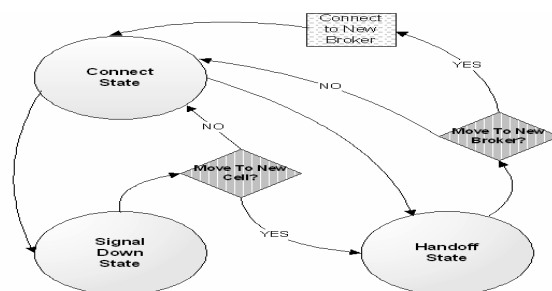 Connect
to New
Broker
Connect
State
YES
NO
Move To New
Broker?
NO
Move To New
Cell?
YES
Signal
Down
State
Handoff
State